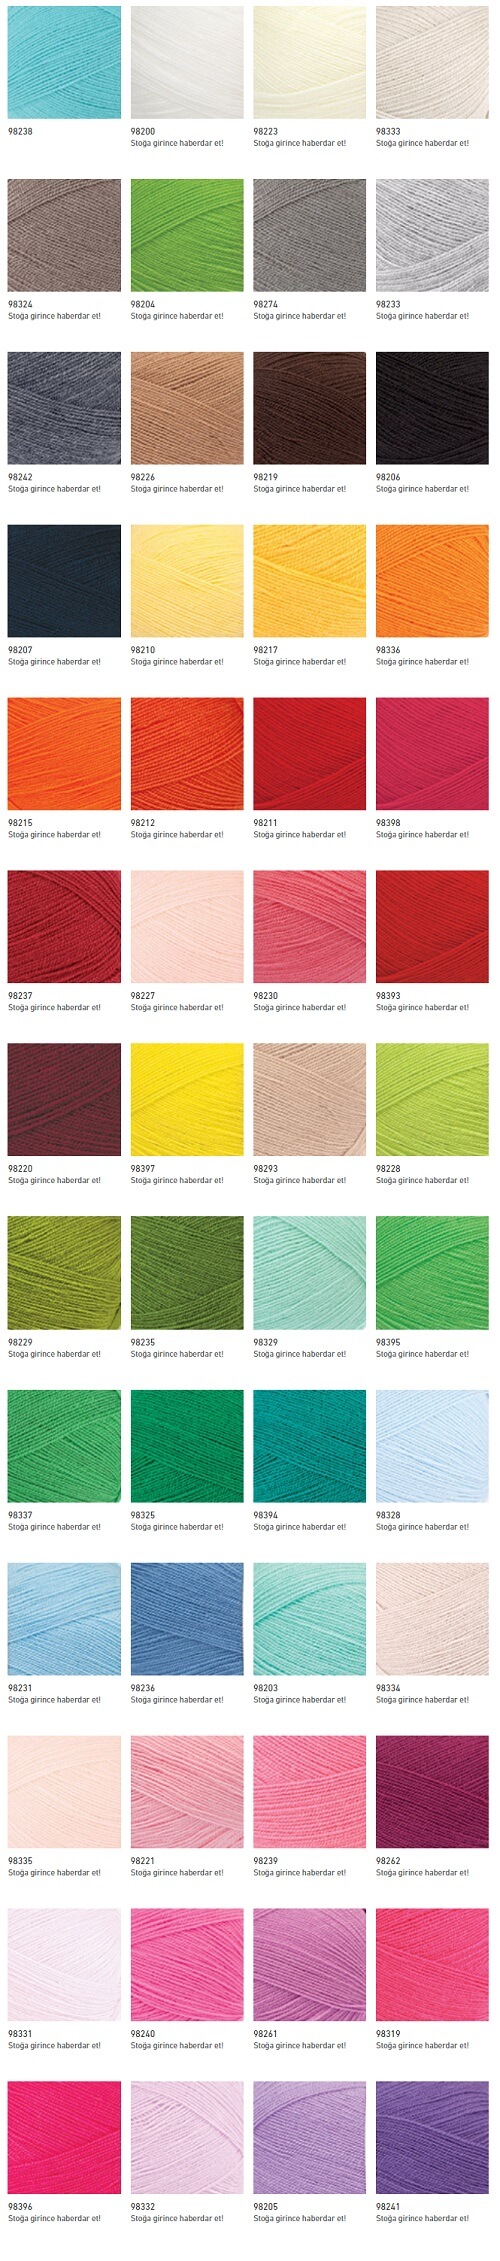 98238
98200
Stoğa girince haberdar et!
98223
Stoğa girince haberdar et!
98333
Stoğa girince haberdar et!
98324
Stoğa girince haberdar et!
98204
Stoğa girince haberdar et!
98274
Stoğa girince haberdar et!
98233
Stoğa girince haberdar et!
98242
Stoğa girince haberdar et!
98226
Stoğa girince haberdar et!
98219
Stoğa girince haberdar et!
98206
Stoğa girince haberdar et!
98207
Stoğa girince haberdar et!
98210
Stoğa girince haberdar et!
98217
Stoğa girince haberdar et!
98336
Stoğa girince haberdar et!
98215
Stoğa girince haberdar et!
98212
Stoğa girince haberdar et!
98211
Stoğa girince haberdar et!
98398
Stoğa girince haberdar et!
98237
Stoğa girince haberdar et!
98227
Stoğa girince haberdar et!
98230
Stoğa girince haberdar et!
98393
Stoğa girince haberdar et!
98220
Stoğa girince haberdar et!
98397
Stoğa girince haberdar et!
98293
Stoğa girince haberdar et!
98228
Stoğa girince haberdar et!
98229
Stoğa girince haberdar et!
98235
Stoğa girince haberdar et!
98329
Stoğa girince haberdar et!
98395
Stoğa girince haberdar et!
98337
Stoğa girince haberdar et!
98325
Stoğa girince haberdar et!
98394
Stoğa girince haberdar et!
98328
Stoğa girince haberdar et!
98231
Stoğa girince haberdar et!
98236
Stoğa girince haberdar et!
98203
Stoğa girince haberdar et!
98334
Stoğa girince haberdar et!
98335
Stoğa girince haberdar et!
98221
Stoğa girince haberdar et!
98239
Stoğa girince haberdar et!
98262
Stoğa girince haberdar et!
98331
Stoğa girince haberdar et!
98240
Stoğa girince haberdar et!
98261
Stoğa girince haberdar et!
98319
Stoğa girince haberdar et!
98396
Stoğa girince haberdar et!
98332
Stoğa girince haberdar et!
98205
Stoğa girince haberdar et!
98241
Stoğa girince haberdar et!